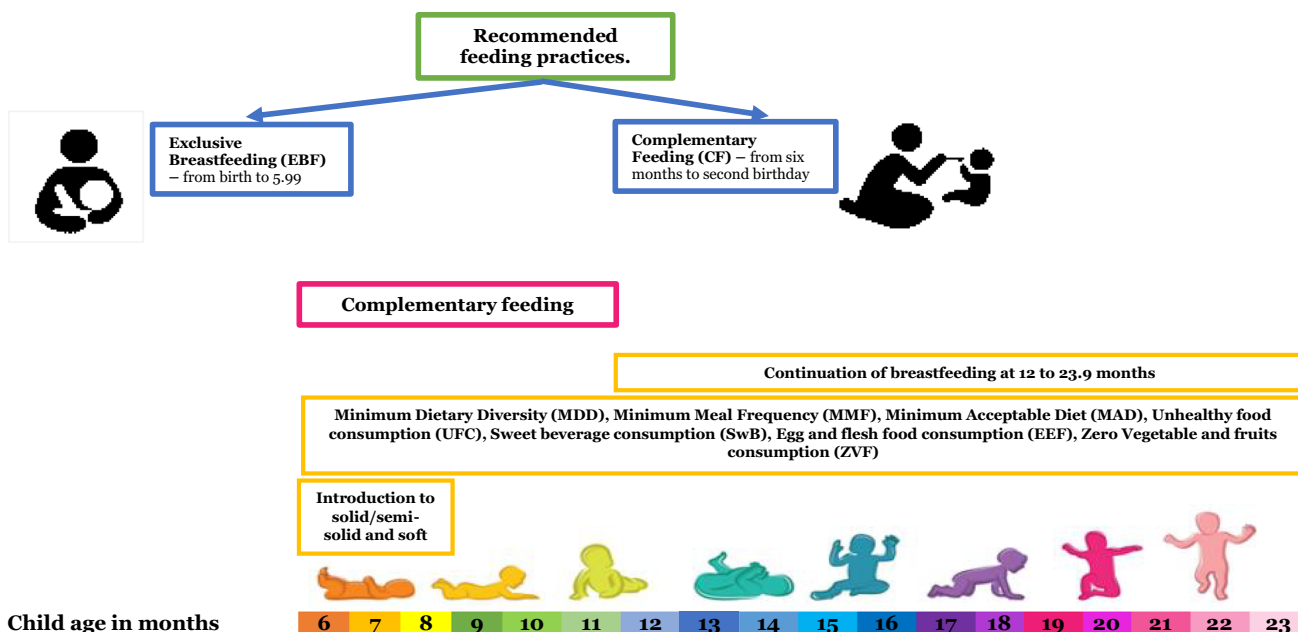 Recommended
feeding practices.
Exclusive
Breastfeeding (EBF)
– from birth to 5.99
Complementary
Feeding (CF) – from six
months to second birthday
Complementary feeding
Continuation of breastfeeding at 12 to 23.9 months
Minimum Dietary Diversity (MDD), Minimum Meal Frequency (MMF), Minimum Acceptable Diet (MAD), Unhealthy food
consumption (UFC), Sweet beverage consumption (SwB), Egg and flesh food consumption (EEF), Zero Vegetable and fruits
consumption (ZVF)
Introduction to
solid/semi-
solid and soft
Child age in months 6 7 8 9 10 11 12 13 14 15 16 17 18 19 20 21 22 23